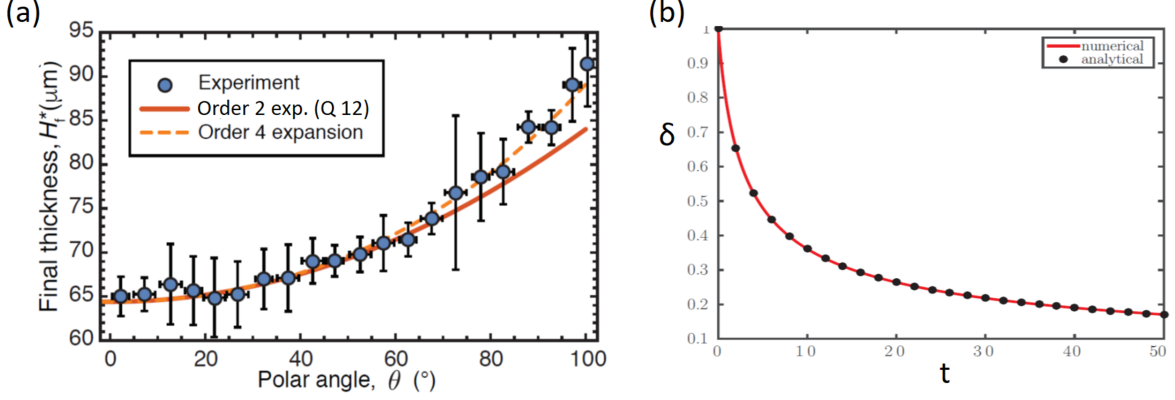 (a)
95
90
85
80
75
70
65
60
Final thickness, H_f^*(μm)
Experiment
Order 2 exp. (Q 12)
Order 4 expansion
0 20 40 60 80 100
Polar angle, θ (°)
(b)
1
0.9
0.8
0.7
0.6
0.5
0.4
0.3
0.2
0.1
δ
numerical
analytical
0 10 20 30 40 50
t